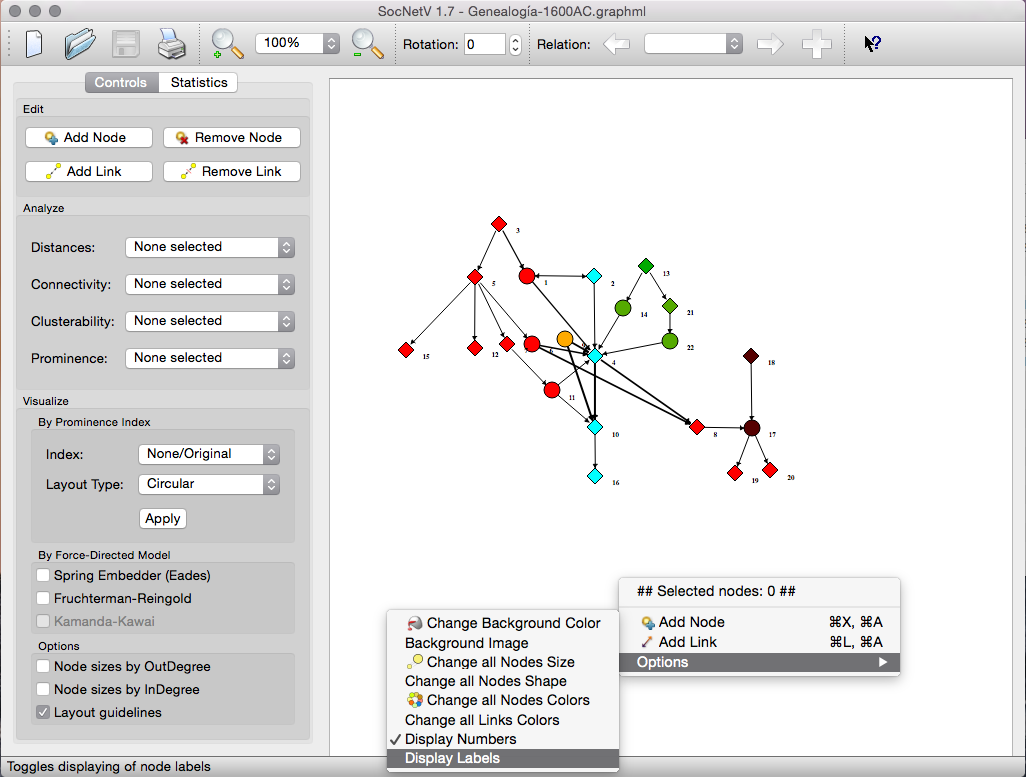 SocNetV 1.7 - Genealogía-1600AC.graphml
100% Rotation: 0 Relation:
Controls Statistics
Edit
Add Node Remove Node
Add Link Remove Link
Analyze
Distances: None selected
Connectivity: None selected
Clusterability: None selected
Prominence: None selected
Visualize
By Prominence Index
Index: None/Original
Layout Type: Circular
Apply
By Force-Directed Model
Spring Embedder (Eades)
Fruchterman-Reingold
Kamanda-Kawai
Options
Node sizes by OutDegree
Node sizes by InDegree
Layout guidelines
3
13
5 1 2
14 21
22
15 12 4
18
11
10 8 17
16 19 20
## Selected nodes: 0 ##
Add Node ⌘X, ⌘A
Add Link ⌘L, ⌘A
Options
Change Background Color
Background Image
Change all Nodes Size
Change all Nodes Shape
Change all Nodes Colors
Change all Links Colors
Display Numbers
Display Labels
Toggles displaying of node labels